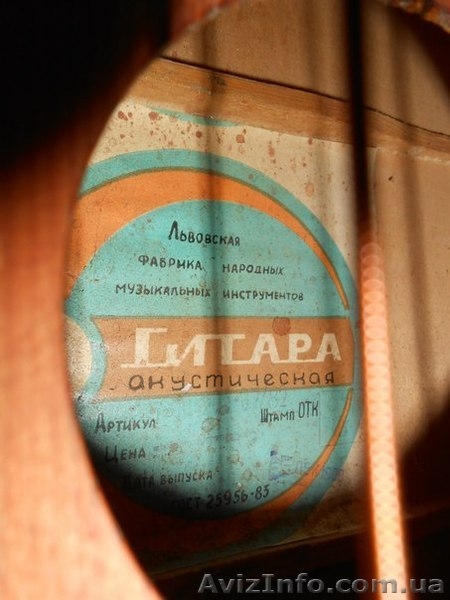 Львовская
фабрика народных
музыкальных инструментов
ГИТАРА
акустическая
Артикул
Штамп ОТК
Цена
Дата выпуска
ГОСТ 25956-83
AvizInfo.com.ua